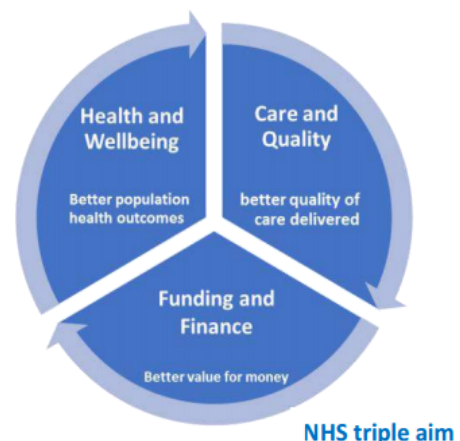 Health and
Wellbeing
Better population
health outcomes
Care and
Quality
better quality of
care delivered
Funding and
Finance
Better value for money
NHS triple aim